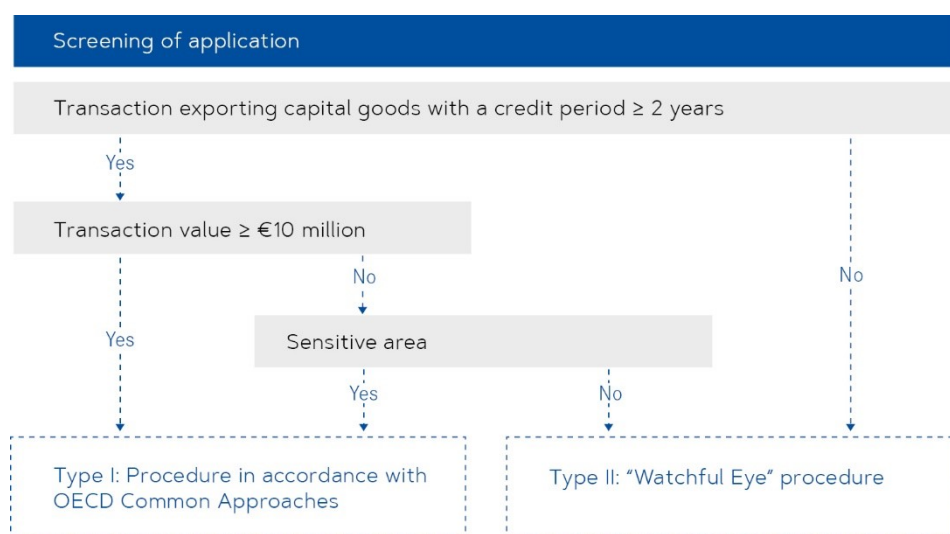 Screening of application
Transaction exporting capital goods with a credit period ≥ 2 years
Yes
Transaction value ≥ €10 million
No
No
Yes
Sensitive area
Yes
No
Type I: Procedure in accordance with
OECD Common Approaches
Type II: “Watchful Eye” procedure